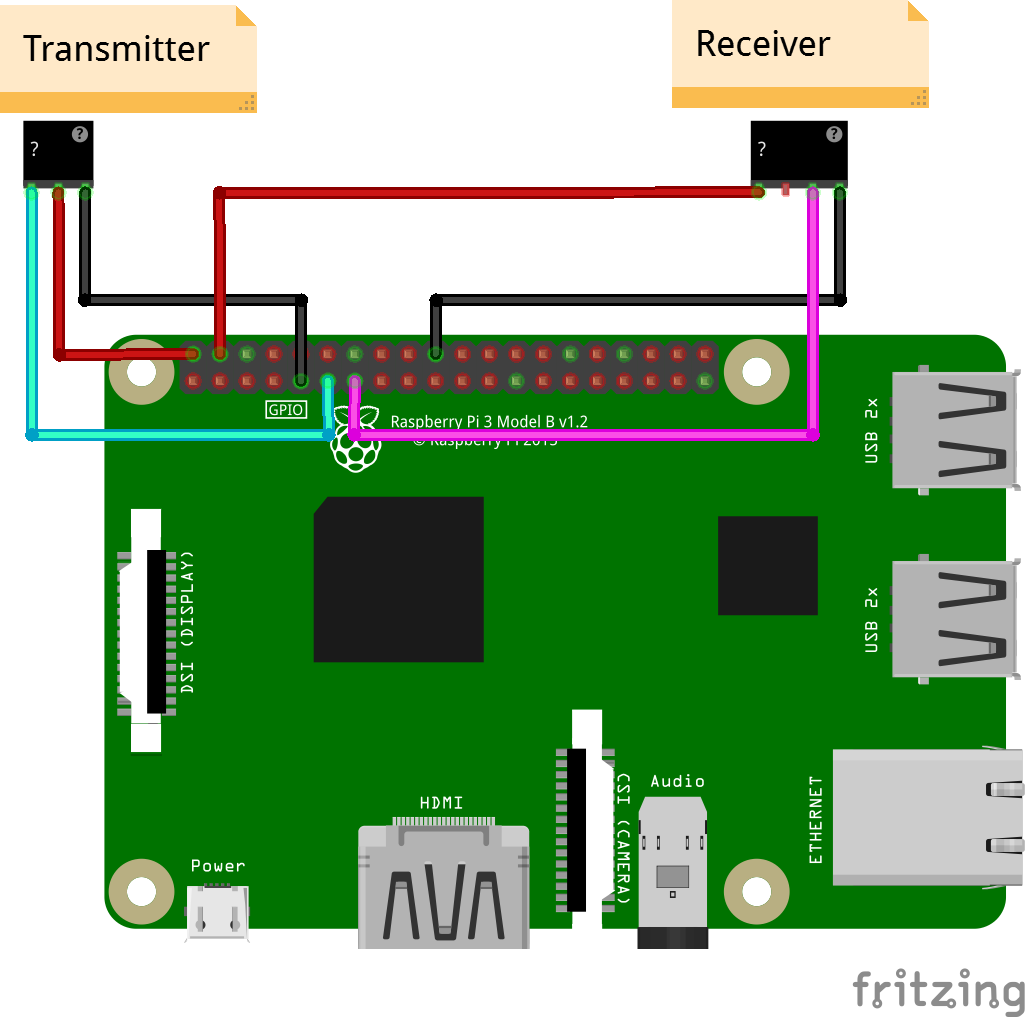 Transmitter
Receiver
?
?
?
?
GPIO
Raspberry Pi 3 Model B v1.2
© Raspberry Pi 2015
USB 2x
DSI (DISPLAY)
USB 2x
HDMI
CSI (CAMERA)
Audio
ETHERNET
Power
fritzing